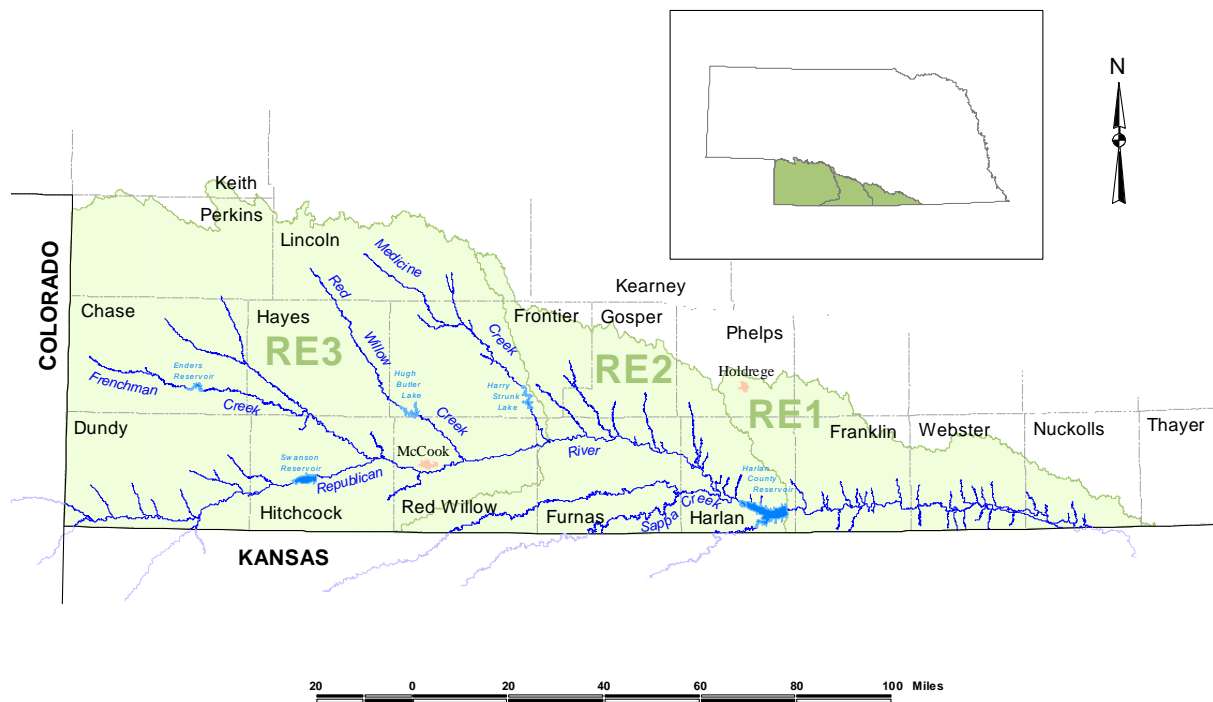 N
Keith
Perkins
Lincoln
Medicine
COLORADO
Red
Kearney
Chase
Hayes
Frontier
Gosper
Phelps
RE3
Willow
Creek
RE2
Holdrege
Enders
Reservoir
Frenchman
Creek
Hugh
Butler
Lake
Harry
Strunk
Lake
RE1
Dundy
Creek
Franklin
Webster
Nuckolls
Thayer
McCook
River
Swanson
Reservoir
Republican
Harlan
County
Reservoir
Hitchcock
Red Willow
Furnas
Sappa
Creek
Harlan
KANSAS
20 0 20 40 60 80 100 Miles